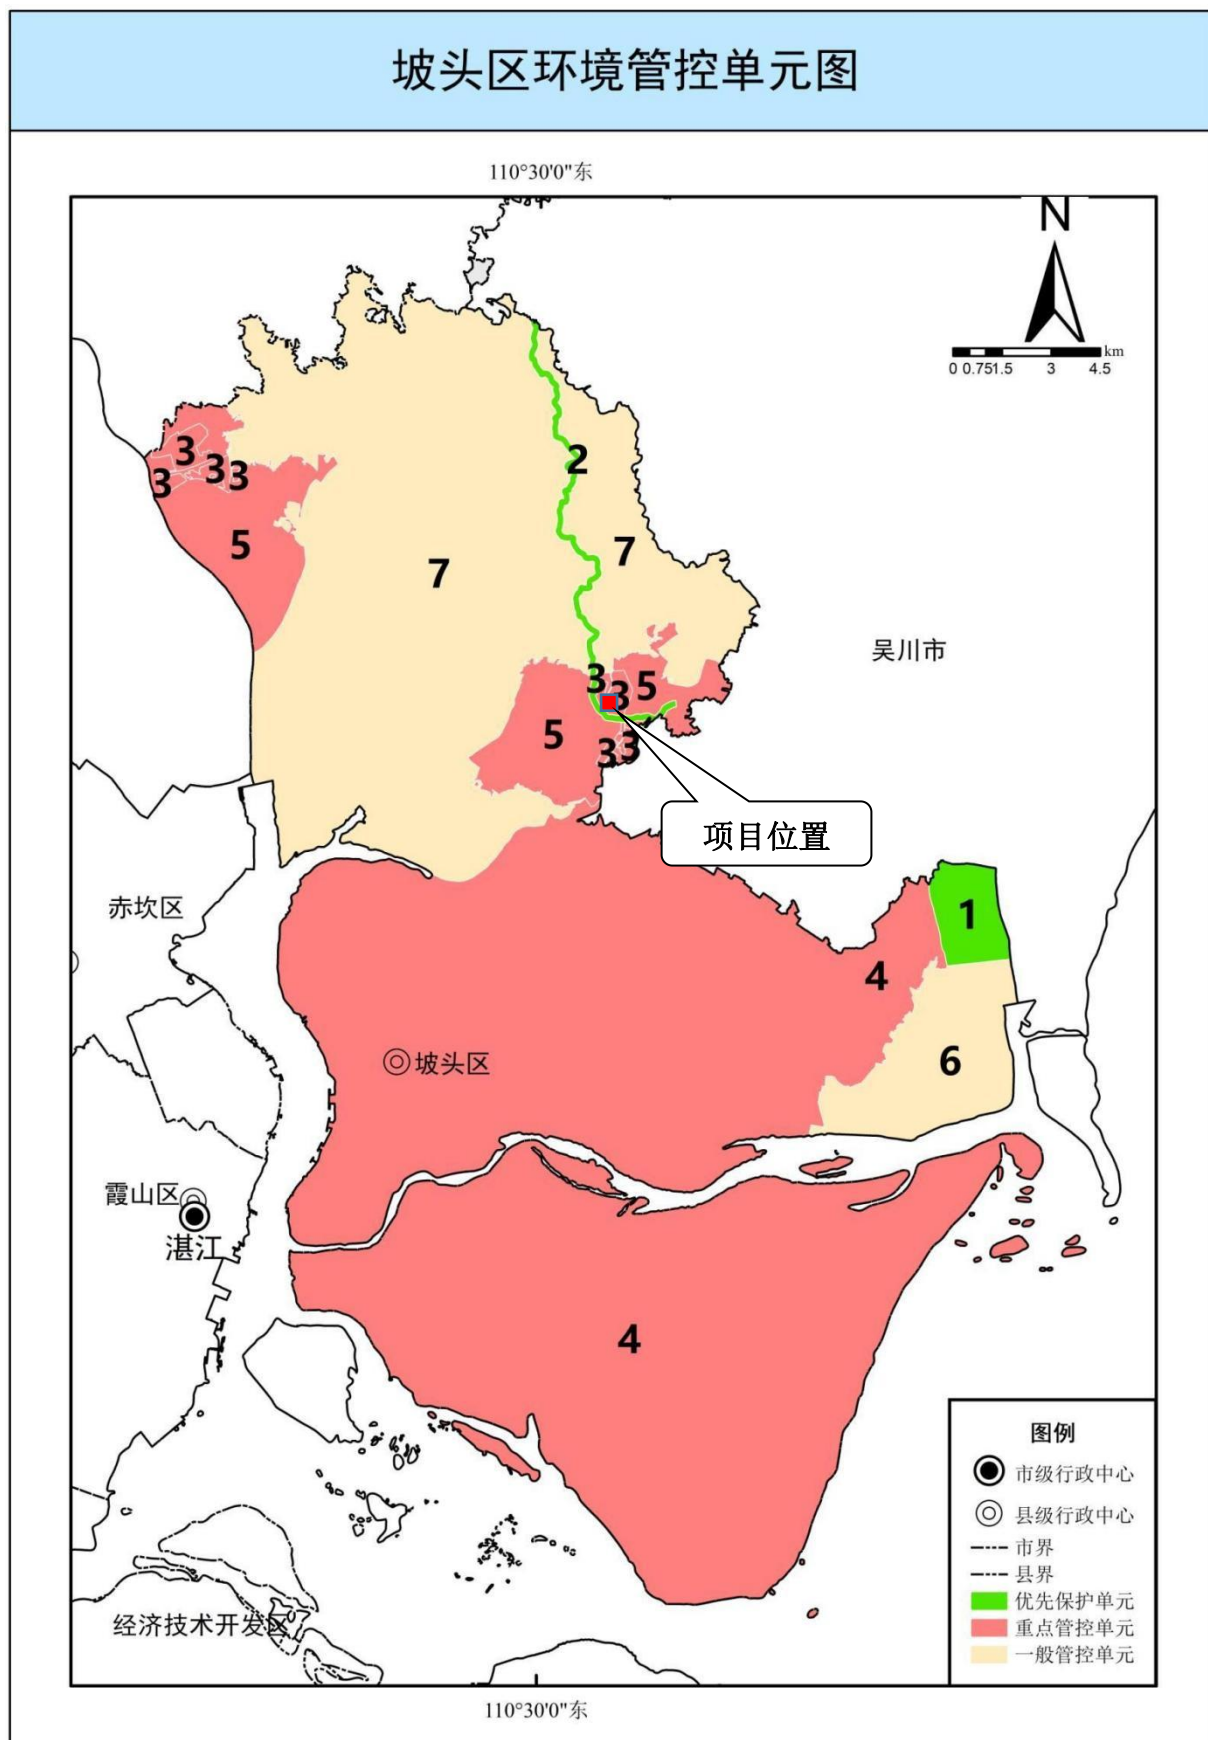 坡头区环境管控单元图
110°30'0"东
N
km
0 0.751.5 3 4.5
3
3
3
3
5
7
2
7
吴川市
3
3
5
5
3
3
项目位置
赤坎区
1
4
坡头区
6
霞山区
湛江
4
经济技术开发区
图例
市级行政中心
县级行政中心
市界
县界
优先保护单元
重点管控单元
一般管控单元
110°30'0"东